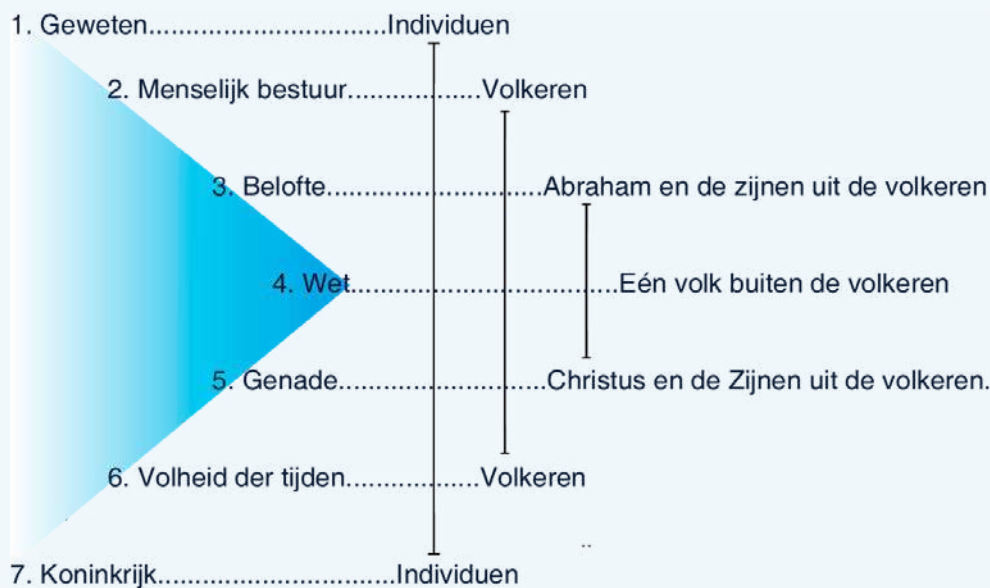 1. Geweten................................Individuen
2. Menselijk bestuur..................Volkeren
3. Belofte.............................Abraham en de zijnen uit de volkeren
4. Wet....................................Eén volk buiten de volkeren
5. Genade............................Christus en de Zijnen uit de volkeren.
6. Volheid der tijden..................Volkeren
7. Koninkrijk................................Individuen